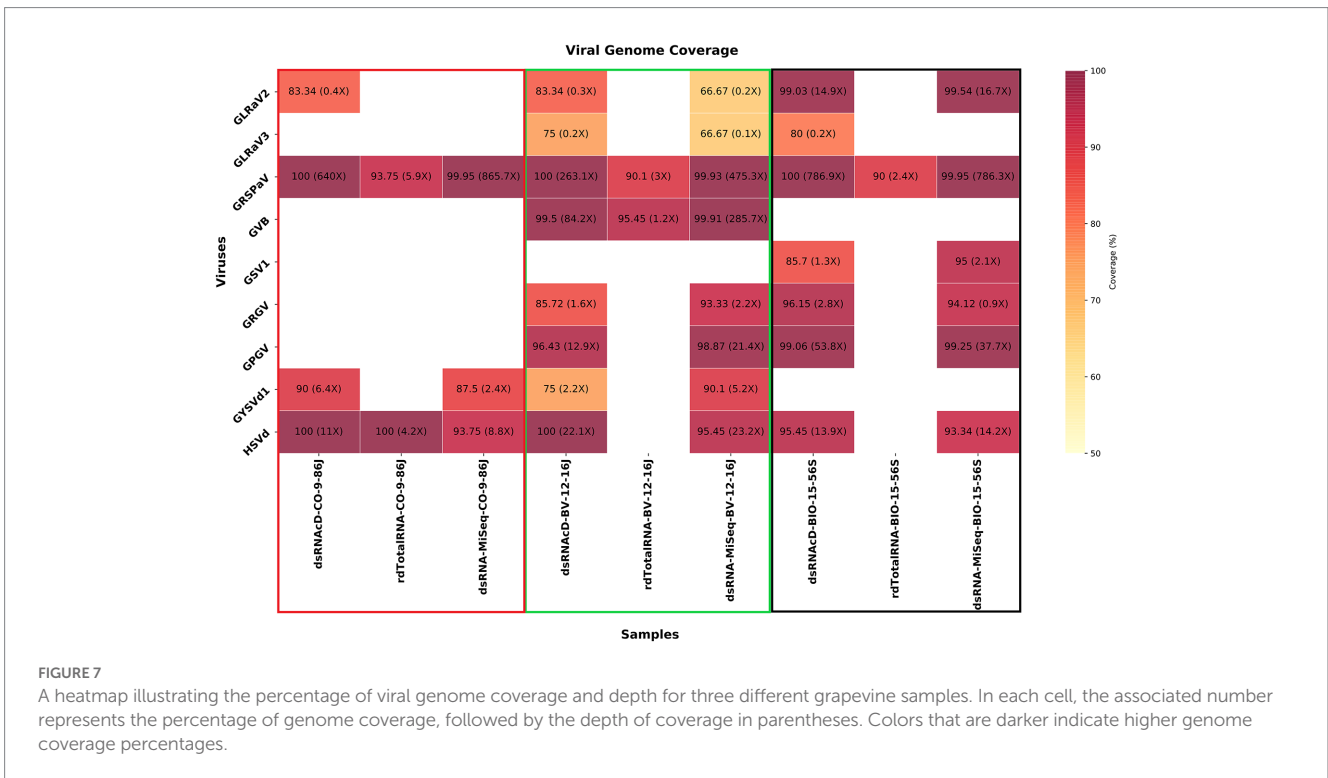 Viral Genome Coverage
GLRaV2 83.34 (0.4X) 83.34 (0.3X) 66.67 (0.2X) 99.03 (14.9X) 99.54 (16.7X)
GLRaV3 75 (0.2X) 66.67 (0.1X) 80 (0.2X)
GRSPaV 100 (640X) 93.75 (5.9X) 99.95 (865.7X) 100 (263.1X) 90.1 (3X) 99.93 (475.3X) 100 (786.9X) 90 (2.4X) 99.95 (786.3X)
GVB 99.5 (84.2X) 95.45 (1.2X) 99.91 (285.7X)
GSV1 85.7 (1.3X) 95 (2.1X)
GRGV 85.72 (1.6X) 93.33 (2.2X) 96.15 (2.8X) 94.12 (0.9X)
GPGV 96.43 (12.9X) 98.87 (21.4X) 99.06 (53.8X) 99.25 (37.7X)
GYSVd1 90 (6.4X) 87.5 (2.4X) 75 (2.2X) 90.1 (5.2X)
HSVd 100 (11X) 100 (4.2X) 93.75 (8.8X) 100 (22.1X) 95.45 (23.2X) 95.45 (13.9X) 93.34 (14.2X)
Viruses
dsRNAcD-CO-9-86J
rdTotalRNA-CO-9-86J
dsRNA-MiSeq-CO-9-86J
dsRNAcD-BV-12-16J
rdTotalRNA-BV-12-16J
dsRNA-MiSeq-BV-12-16J
dsRNAcD-BIO-15-56S
rdTotalRNA-BIO-15-56S
dsRNA-MiSeq-BIO-15-56S
Samples
100
90
80
70
60
50
Coverage (%)
FIGURE 7
A heatmap illustrating the percentage of viral genome coverage and depth for three different grapevine samples. In each cell, the associated number
represents the percentage of genome coverage, followed by the depth of coverage in parentheses. Colors that are darker indicate higher genome
coverage percentages.